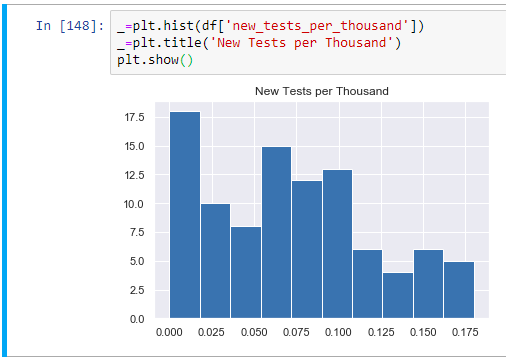 In [148]: _=plt.hist(df['new_tests_per_thousand'])
_=plt.title('New Tests per Thousand')
plt.show()
New Tests per Thousand
17.5
15.0
12.5
10.0
7.5
5.0
2.5
0.0
0.000 0.025 0.050 0.075 0.100 0.125 0.150 0.175